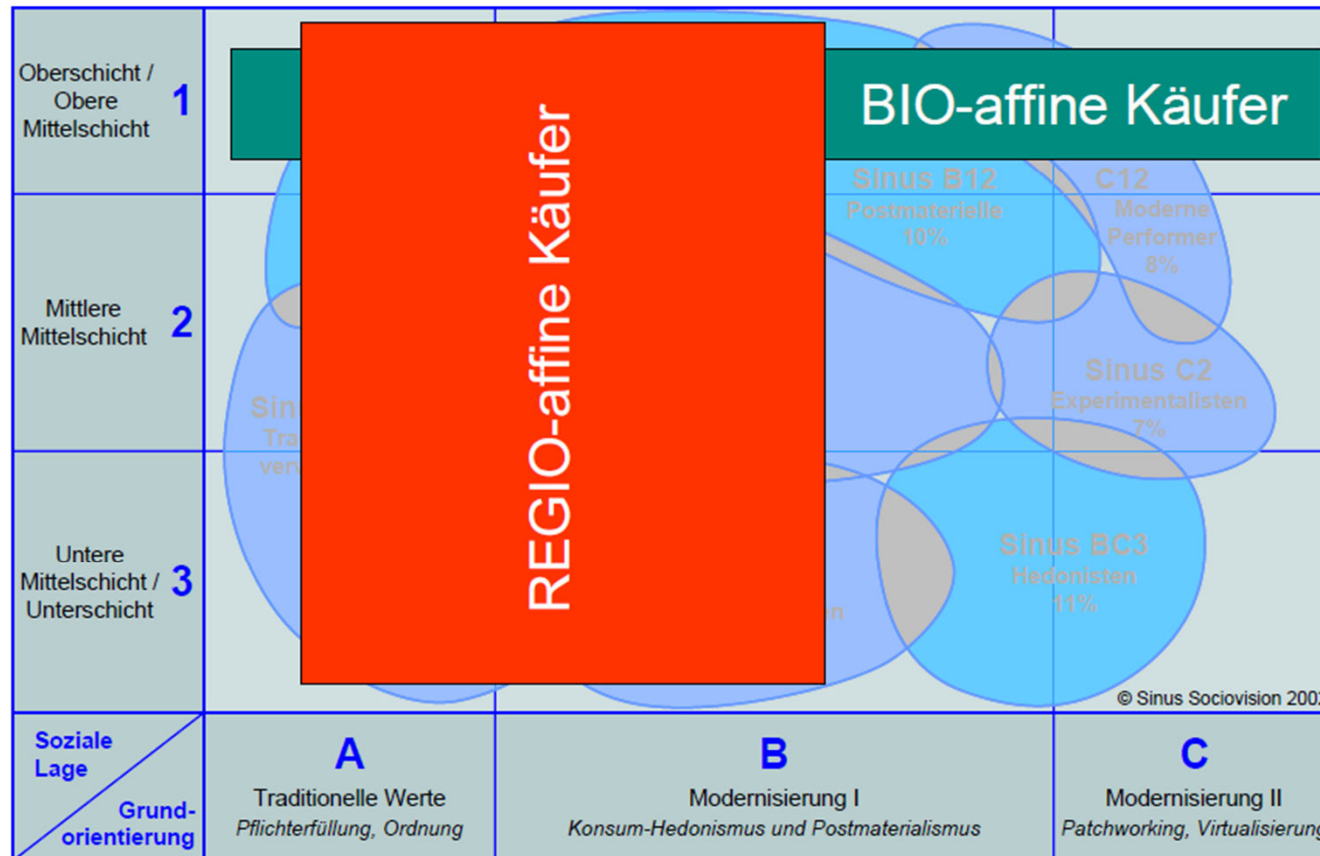 Oberschicht /
Obere
Mittelschicht
1
BIO-affine Käufer
REGIO-affine Käufer
Sinus B12
Postmaterielle
10%
C12
Moderne
Performer
8%
Mittlere
Mittelschicht
2
Sinus C2
Experimentalisten
7%
Untere
Mittelschicht /
Unterschicht
3
Sinus BC3
Hedonisten
11%
© Sinus Sociovision 2002
Soziale
Lage
Grund-
orientierung
A
Traditionelle Werte
Pflichterfüllung, Ordnung
B
Modernisierung I
Konsum-Hedonismus und Postmaterialismus
C
Modernisierung II
Patchworking, Virtualisierung